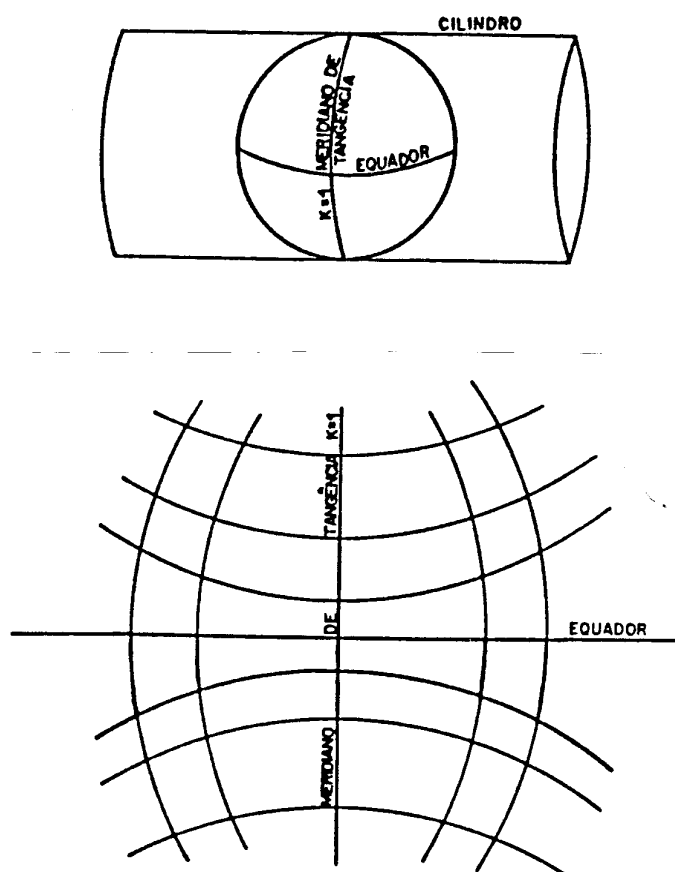 CILINDRO
MERIDIANO DE
TANGÊNCIA
EQUADOR
K=1
MERIDIANO DE TANGÊNCIA K=1
EQUADOR